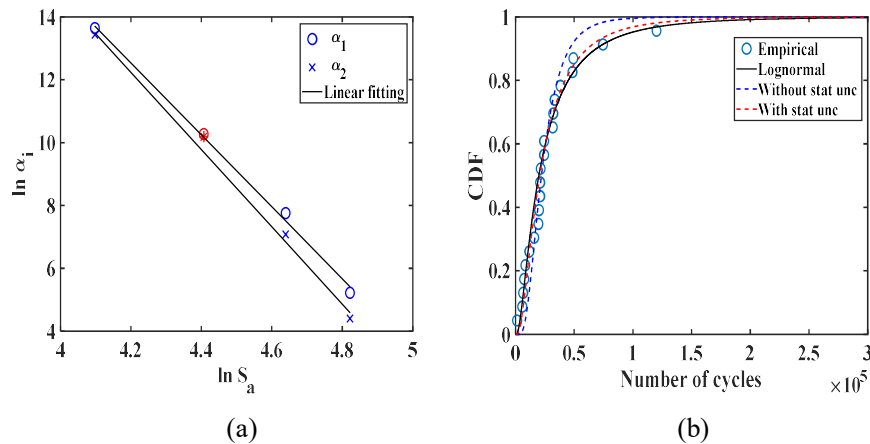 14
12
10
8
6
4
4
4.2
4.4
4.6
4.8
5
ln α_i
ln S_a
α_1
α_2
Linear fitting
(a)
1
0.8
0.6
0.4
0.2
0
0
0.5
1
1.5
2
2.5
3
CDF
Number of cycles
×10^5
Empirical
Lognormal
Without stat unc
With stat unc
(b)